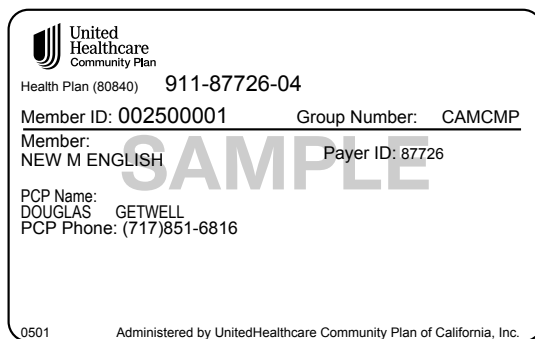 United
Healthcare
Community Plan
Health Plan (80840) 911-87726-04
Member ID: 002500001 Group Number: CAMCMP
Member:
NEW M ENGLISH
Payer ID: 87726
SAMPLE
PCP Name:
DOUGLAS GETWELL
PCP Phone: (717)851-6816
0501 Administered by UnitedHealthcare Community Plan of California, Inc.